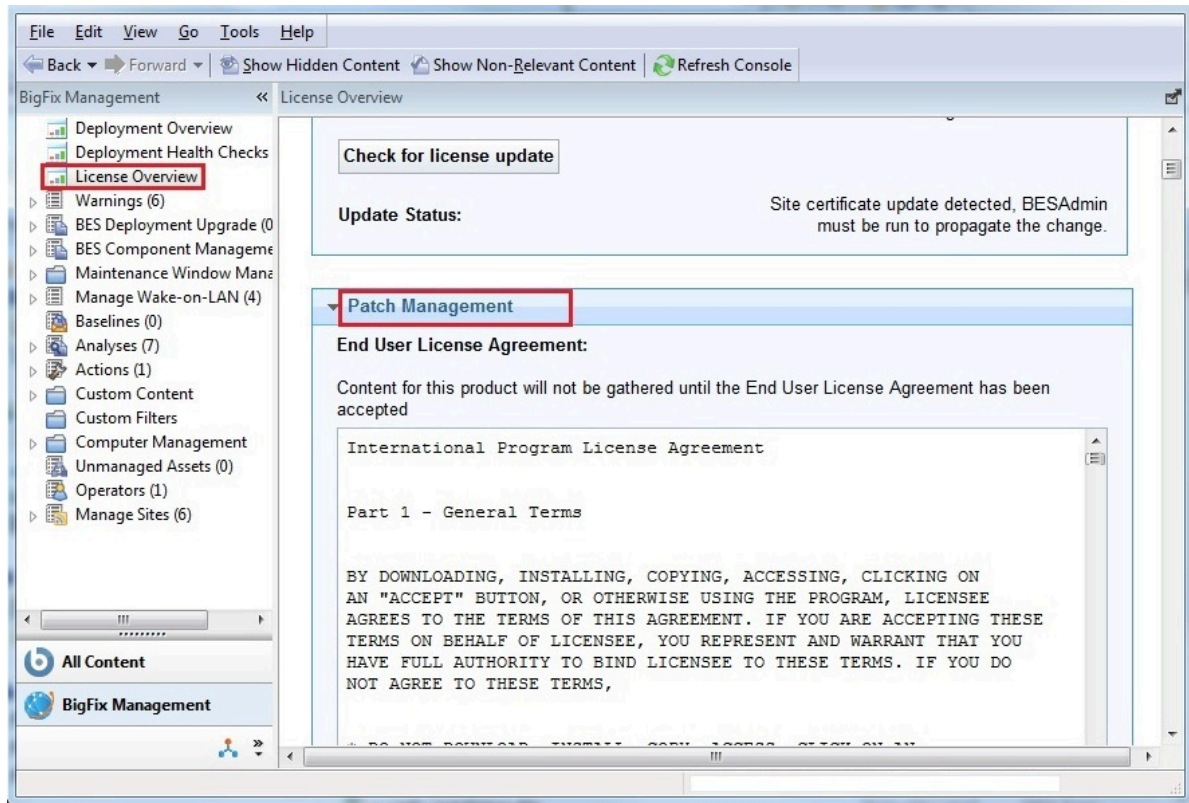 File Edit View Go Tools Help
Back Forward Show Hidden Content Show Non-Relevant Content Refresh Console
BigFix Management « License Overview
Deployment Overview
Deployment Health Checks
License Overview
Warnings (6)
BES Deployment Upgrade (0
BES Component Manageme
Maintenance Window Mana
Manage Wake-on-LAN (4)
Baselines (0)
Analyses (7)
Actions (1)
Custom Content
Custom Filters
Computer Management
Unmanaged Assets (0)
Operators (1)
Manage Sites (6)
All Content
BigFix Management
»
Check for license update
Update Status:
Site certificate update detected, BESAdmin
must be run to propagate the change.
Patch Management
End User License Agreement:
Content for this product will not be gathered until the End User License Agreement has been
accepted
International Program License Agreement
Part 1 - General Terms
BY DOWNLOADING, INSTALLING, COPYING, ACCESSING, CLICKING ON
AN "ACCEPT" BUTTON, OR OTHERWISE USING THE PROGRAM, LICENSEE
AGREES TO THE TERMS OF THIS AGREEMENT. IF YOU ARE ACCEPTING THESE
TERMS ON BEHALF OF LICENSEE, YOU REPRESENT AND WARRANT THAT YOU
HAVE FULL AUTHORITY TO BIND LICENSEE TO THESE TERMS. IF YOU DO
NOT AGREE TO THESE TERMS,